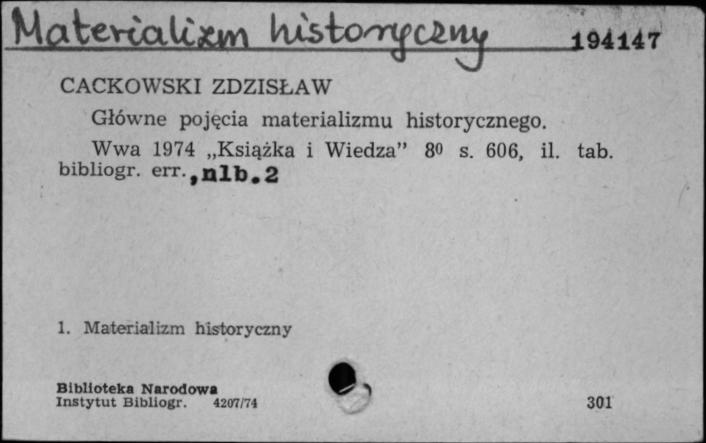 Materializm historyczny 194147
CACKOWSKI ZDZISŁAW
Główne pojęcia materializmu historycznego.
Wwa 1974 „Książka i Wiedza” 8⁰ s. 606, il. tab.
bibliogr. err.,nlb.2
1. Materializm historyczny
Biblioteka Narodowa
Instytut Bibliogr. 4207/74 301